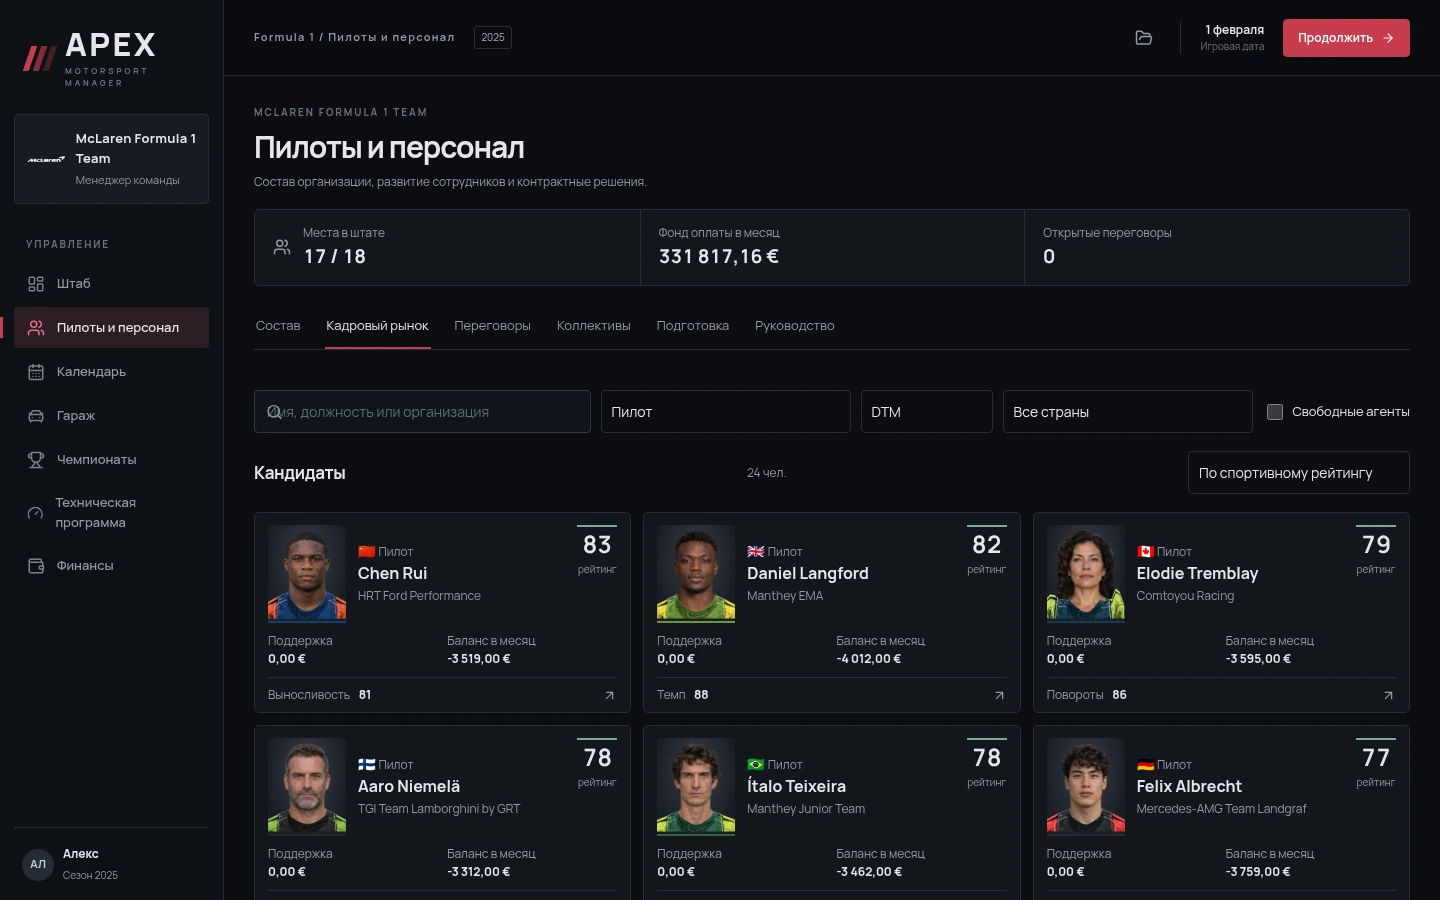 APEX
MOTORSPORT
MANAGER
McLaren
McLaren Formula 1
Team
Менеджер команды
УПРАВЛЕНИЕ
Штаб
Пилоты и персонал
Календарь
Гараж
Чемпионаты
Техническая
программа
Финансы
АЛ
Алекс
Сезон 2025
Formula 1 / Пилоты и персонал
2025
1 февраля
Игровая дата
Продолжить
MCLAREN FORMULA 1 TEAM
Пилоты и персонал
Состав организации, развитие сотрудников и контрактные решения.
Места в штате
17 / 18
Фонд оплаты в месяц
331 817,16 €
Открытые переговоры
0
Состав
Кадровый рынок
Переговоры
Коллективы
Подготовка
Руководство
Имя, должность или организация
Пилот
DTM
Все страны
Свободные агенты
Кандидаты
24 чел.
По спортивному рейтингу
Пилот
Chen Rui
HRT Ford Performance
83
рейтинг
Поддержка
0,00 €
Баланс в месяц
-3 519,00 €
Выносливость 81
Пилот
Daniel Langford
Manthey EMA
82
рейтинг
Поддержка
0,00 €
Баланс в месяц
-4 012,00 €
Темп 88
Пилот
Elodie Tremblay
Comtoyou Racing
79
рейтинг
Поддержка
0,00 €
Баланс в месяц
-3 595,00 €
Повороты 86
Пилот
Aaro Niemelä
TGI Team Lamborghini by GRT
78
рейтинг
Поддержка
0,00 €
Баланс в месяц
-3 312,00 €
Пилот
Ítalo Teixeira
Manthey Junior Team
78
рейтинг
Поддержка
0,00 €
Баланс в месяц
-3 462,00 €
Пилот
Felix Albrecht
Mercedes-AMG Team Landgraf
77
рейтинг
Поддержка
0,00 €
Баланс в месяц
-3 759,00 €